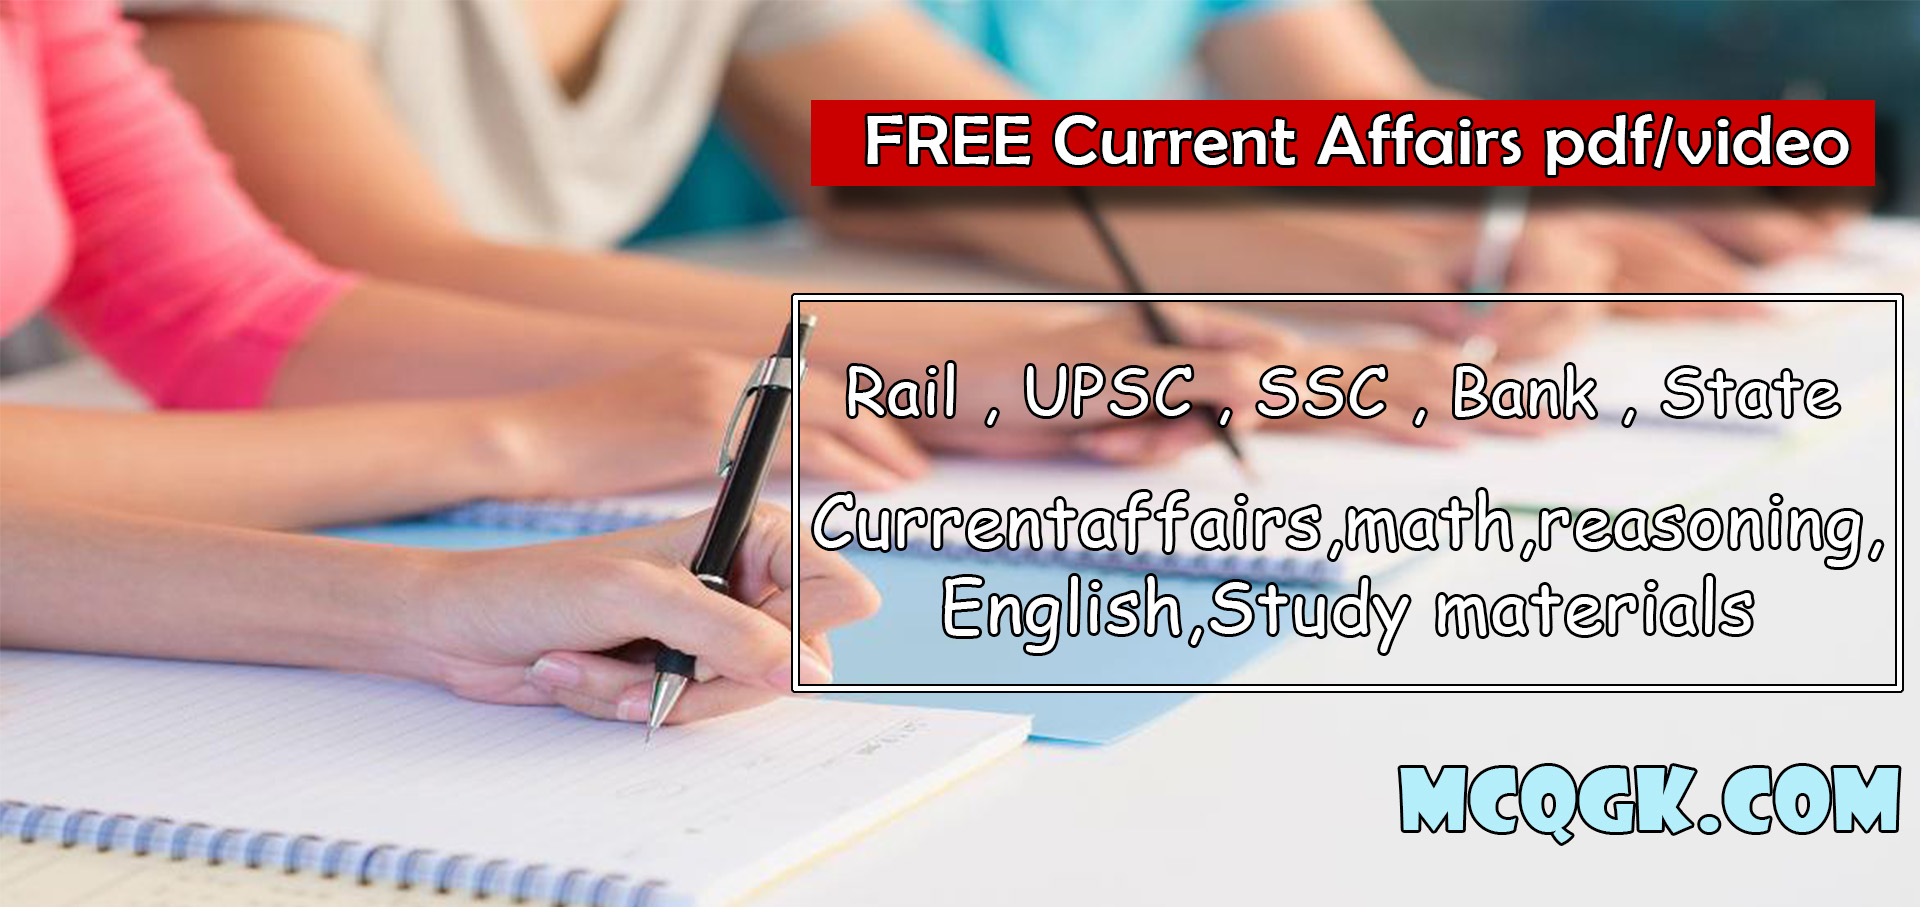 FREE Current Affairs pdf/video
Rail , UPSC , SSC , Bank , State
Currentaffairs,math,reasoning,
English,Study materials
MCQGK.COM